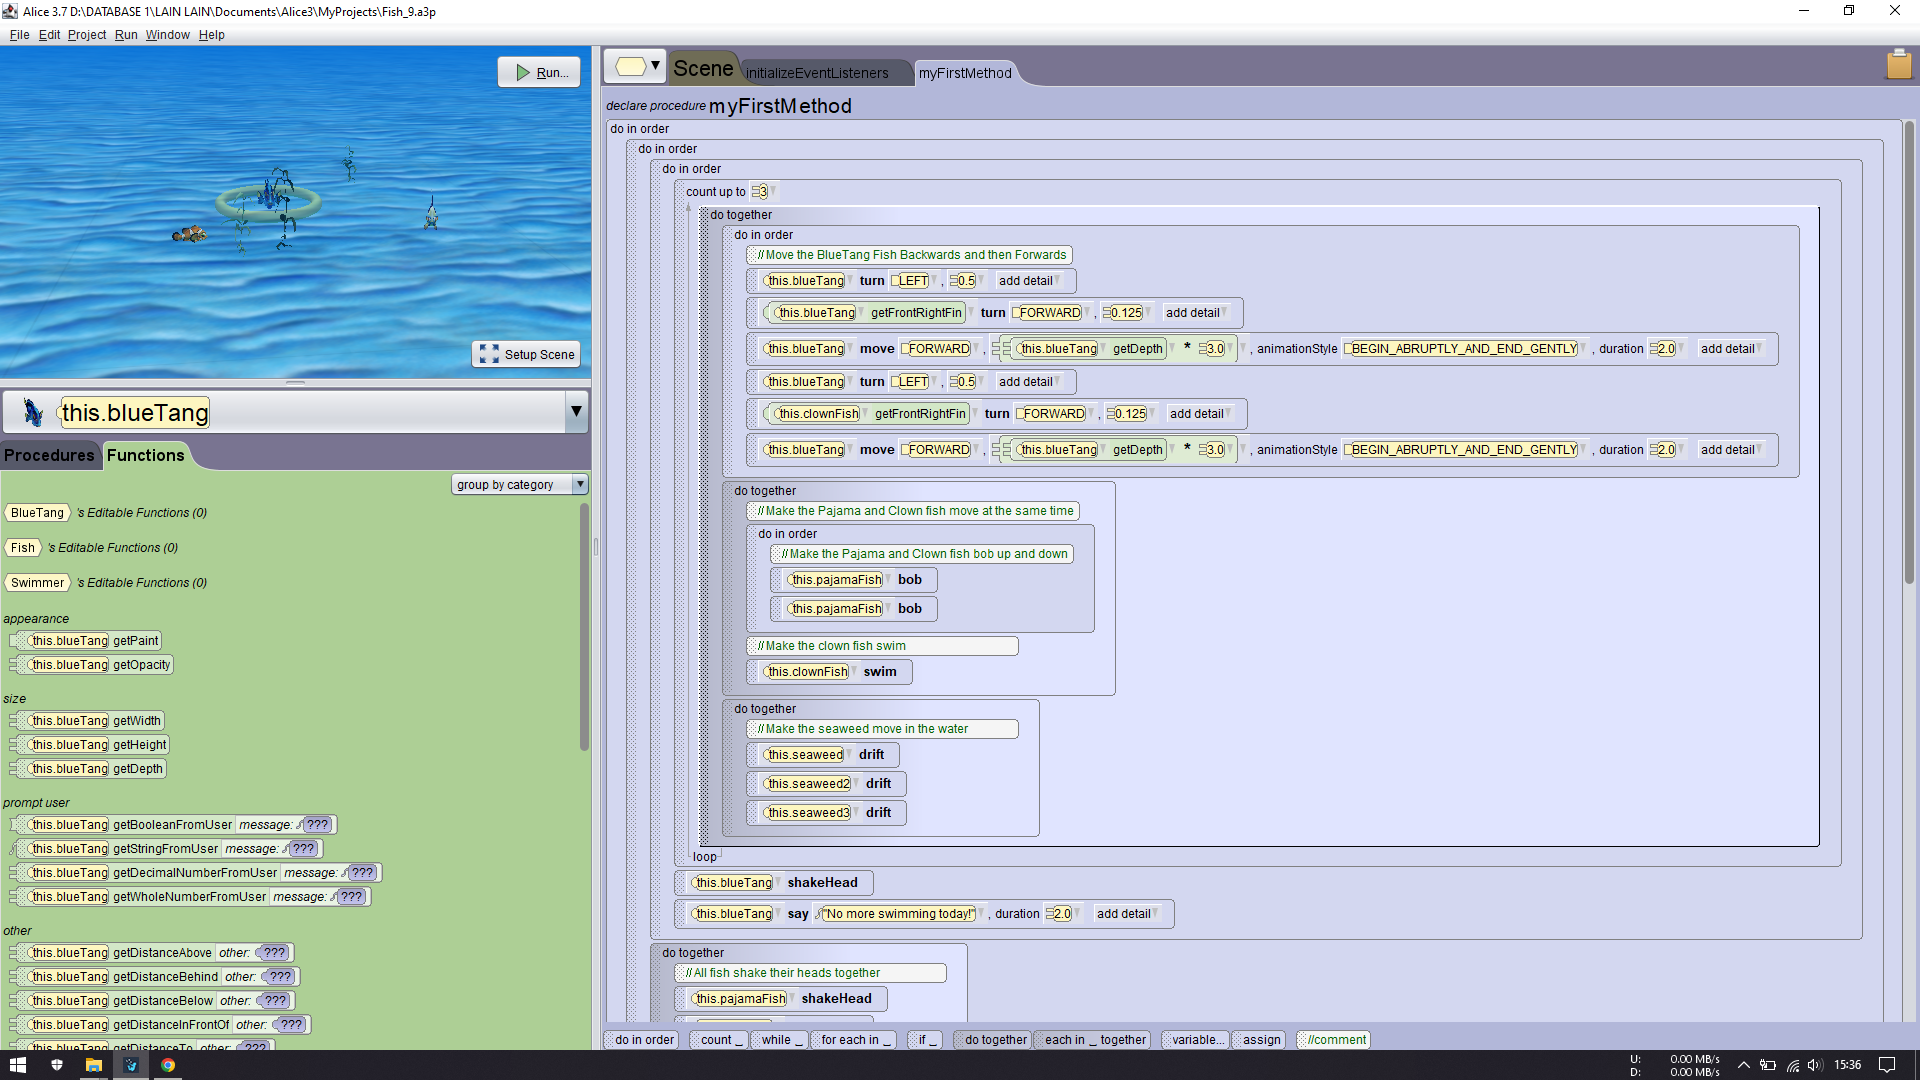 Alice 3.7 D:\DATABASE 1\LAIN LAIN\Documents\Alice3\MyProjects\Fish_9.a3p
File Edit Project Run Window Help
Run...
Setup Scene
this.blueTang
Procedures Functions
group by category
BlueTang 's Editable Functions (0)
Fish 's Editable Functions (0)
Swimmer 's Editable Functions (0)
appearance
this.blueTang getPaint
this.blueTang getOpacity
size
this.blueTang getWidth
this.blueTang getHeight
this.blueTang getDepth
prompt user
this.blueTang getBooleanFromUser message: ???
this.blueTang getStringFromUser message: ???
this.blueTang getDecimalNumberFromUser message: ???
this.blueTang getWholeNumberFromUser message: ???
other
this.blueTang getDistanceAbove other: ???
this.blueTang getDistanceBehind other: ???
this.blueTang getDistanceBelow other: ???
this.blueTang getDistanceInFrontOf other: ???
this.blueTang getDistanceTo other: ???
Scene initializeEventListeners myFirstMethod
declare procedure myFirstMethod
do in order
do in order
do in order
count up to 3
do together
do in order
//Move the BlueTang Fish Backwards and then Forwards
this.blueTang turn LEFT , 0.5 add detail
this.blueTang getFrontRightFin turn FORWARD , 0.125 add detail
this.blueTang move FORWARD , this.blueTang getDepth * 3.0 , animationStyle BEGIN_ABRUPTLY_AND_END_GENTLY , duration 2.0 add detail
this.blueTang turn LEFT , 0.5 add detail
this.clownFish getFrontRightFin turn FORWARD , 0.125 add detail
this.blueTang move FORWARD , this.blueTang getDepth * 3.0 , animationStyle BEGIN_ABRUPTLY_AND_END_GENTLY , duration 2.0 add detail
do together
//Make the Pajama and Clown fish move at the same time
do in order
//Make the Pajama and Clown fish bob up and down
this.pajamaFish bob
this.pajamaFish bob
//Make the clown fish swim
this.clownFish swim
do together
//Make the seaweed move in the water
this.seaweed drift
this.seaweed2 drift
this.seaweed3 drift
loop
this.blueTang shakeHead
this.blueTang say "No more swimming today!" , duration 2.0 add detail
do together
//All fish shake their heads together
this.pajamaFish shakeHead
do in order count _ while _ for each in _ if _ do together each in _ together variable... assign //comment
U: 0.00 MB/s
D: 0.00 MB/s
15:36